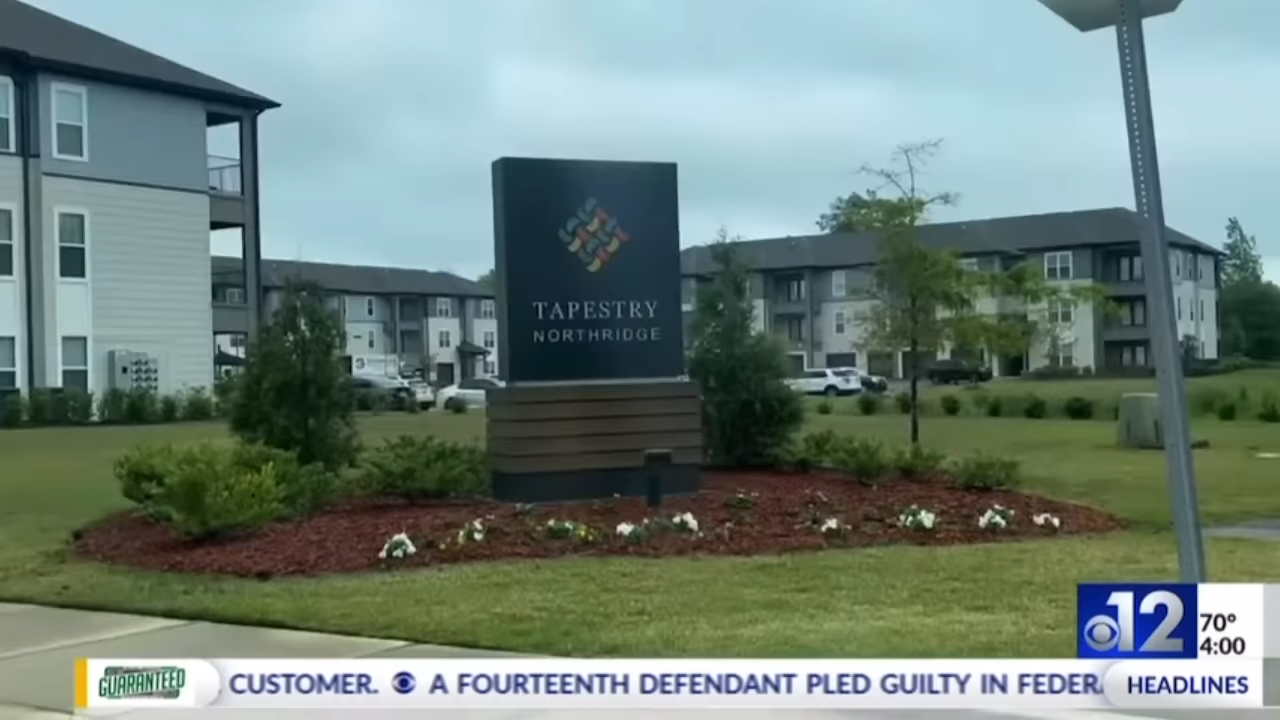 TAPESTRY
NORTHRIDGE
12
70°
4:00
GUARANTEED
CUSTOMER. A FOURTEENTH DEFENDANT PLED GUILTY IN FEDER
HEADLINES